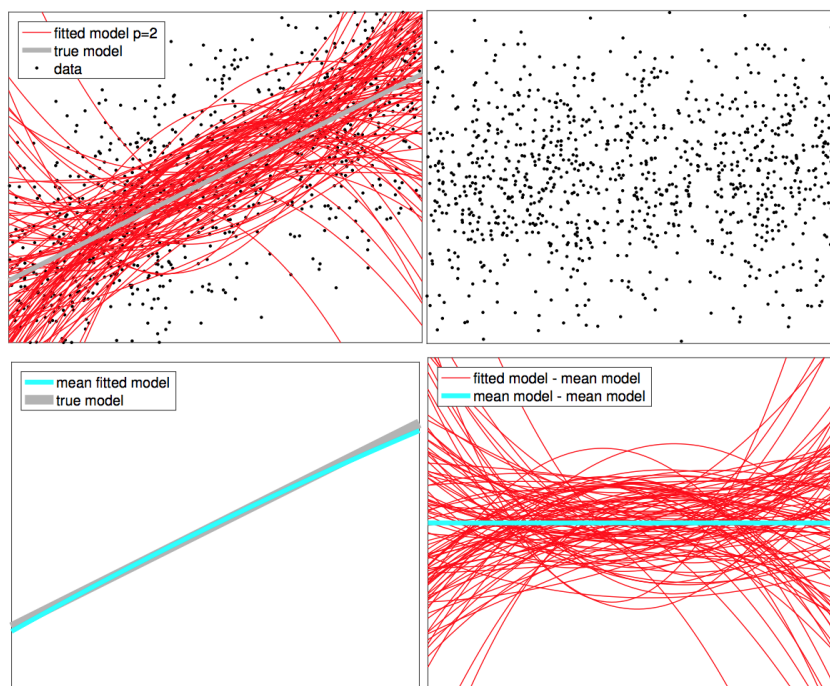 fitted model p=2
true model
data
mean fitted model
true model
fitted model - mean model
mean model - mean model